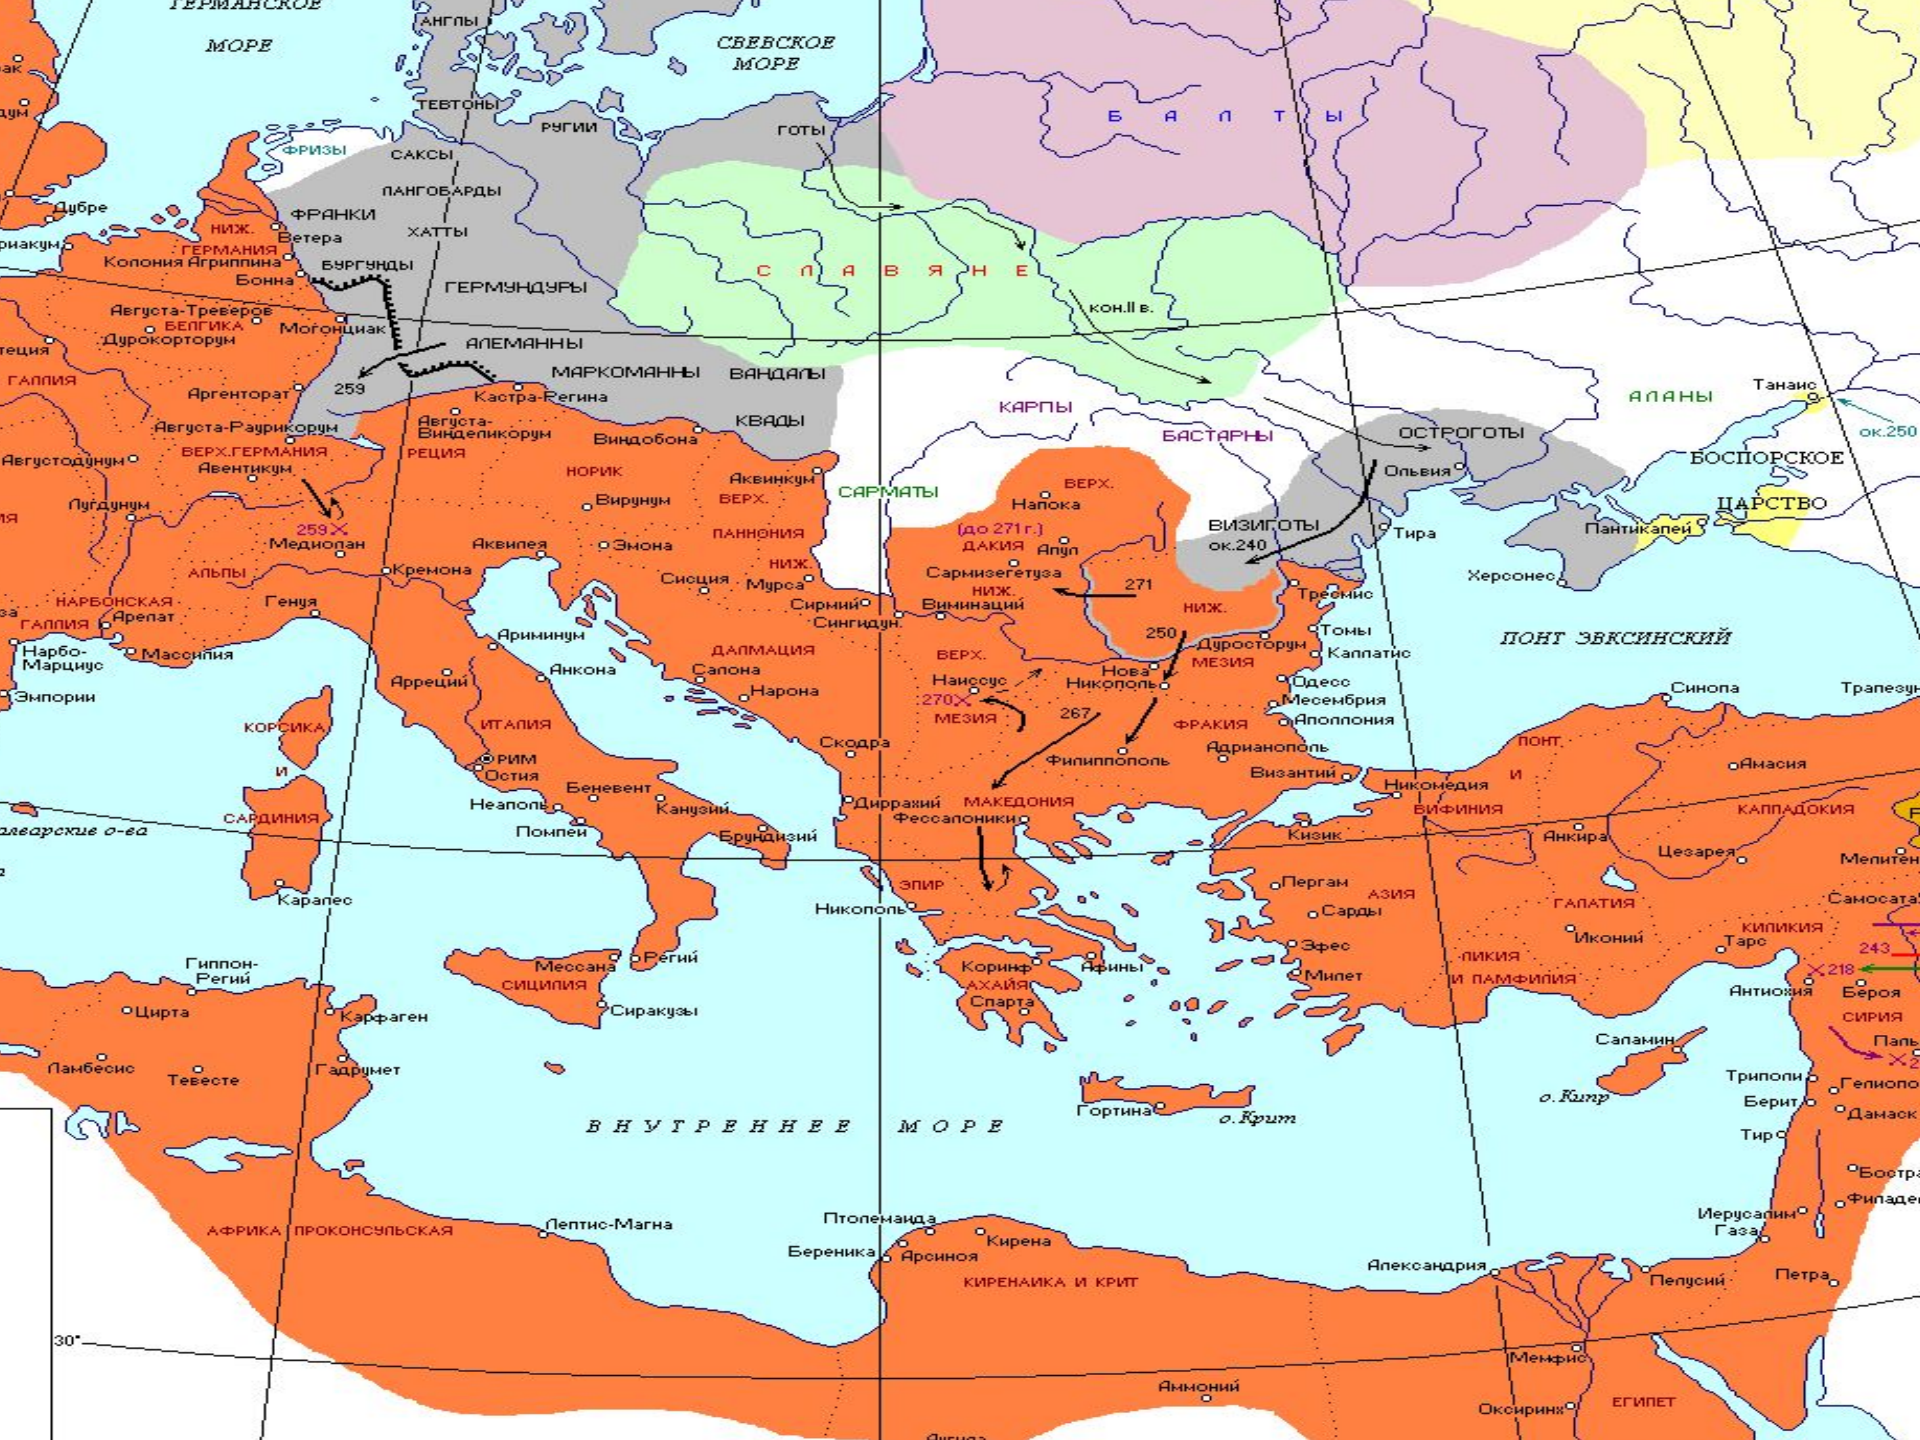 ГЕРМАНСКОЕ
МОРЕ
АНГЛЫ
СВЕВСКОЕ
МОРЕ
ТЕВТОНЫ
РУГИИ
ГОТЫ
БАЛТЫ
ФРИЗЫ
САКСЫ
ЛАНГОБАРДЫ
ФРАНКИ
ХАТТЫ
Дубре
НИЖ.
ГЕРМАНИЯ
Ветера
Колония Агриппина
Бонна
БУРГУНДЫ
ГЕРМУНДУРЫ
СЛАВЯНЕ
кон.II в.
Августа-Треверов
БЕЛГИКА
Могонциак
Дурокорторум
АЛЕМАННЫ
259
МАРКОМАННЫ
ВАНДАЛЫ
ГАЛЛИЯ
Аргенторат
Кастра-Регина
КВАДЫ
КАРПЫ
БАСТАРНЫ
АЛАНЫ
Танаис
ок.250
ОСТРОГОТЫ
Ольвия
БОСПОРСКОЕ
ЦАРСТВО
Пантикапей
Августа-Раурикорум
Августа-
Винделикорум
Виндобона
ВЕРХ.ГЕРМАНИЯ
РЕЦИЯ
Августодунум
Авентикум
НОРИК
Аквинкум
САРМАТЫ
Лугдунум
Вирунум
ВЕРХ.
ПАННОНИЯ
НИЖ.
259
Медиолан
Аквилея
Эмона
ВЕРХ.
Напока
(до 271 г.)
ДАКИЯ
Апул
ВИЗИГОТЫ
ок.240
Тира
Херсонес
АЛЬПЫ
Кремона
Сисция
Мурса
Сармизегетуза
НИЖ.
271
НИЖ.
Тресмис
НАРБОНСКАЯ
ГАЛЛИЯ
Генуя
Арелат
Сирмий
Сингидун.
Виминаций
250
Дуросторум
МЕЗИЯ
Томы
Каллатис
ПОНТ ЭВКСИНСКИЙ
Нарбо-
Марциус
Массилия
Ариминум
Анкона
ДАЛМАЦИЯ
Салона
Нарона
ВЕРХ.
Наиссус
270
МЕЗИЯ
Нова
Никополь
Одесс
Месембрия
Аполлония
Синопа
Эмпории
Арреций
КОРСИКА
И
САРДИНИЯ
ИТАЛИЯ
РИМ
Остия
267
ФРАКИЯ
Скодра
Филиппополь
Адрианополь
Византий
ПОНТ
И
ВИФИНИЯ
Никомедия
Амасия
Неаполь
Беневент
Помпеи
Канузий
Брундизий
Диррахий
МАКЕДОНИЯ
Фессалоники
Кизик
Анкира
КАППАДОКИЯ
Цезарея
Каралес
ЭПИР
Никополь
Пергам
Сарды
АЗИЯ
ГАЛАТИЯ
Самосата
Мессана
Регий
СИЦИЛИЯ
Сиракузы
Коринф
Афины
АХАЙЯ
Спарта
Эфес
Милет
ЛИКИЯ
И ПАМФИЛИЯ
Иконий
КИЛИКИЯ
Тарс
243
218
Антиохия
Бероя
СИРИЯ
Гиппон-
Регий
Цирта
Карфаген
Ламбесис
Тевесте
Гадрумет
Саламин
о.Кипр
Триполи
Берит
Дамаск
Тир
Гортина
о.Крит
ВНУТРЕННЕЕ МОРЕ
Иерусалим
Газа
АФРИКА ПРОКОНСУЛЬСКАЯ
Лептис-Магна
Птолемаида
Береника
Арсиноя
Кирена
КИРЕНАИКА И КРИТ
Александрия
Пелусий
Петра
30°
Мемфис
Аммоний
Оксиринх
ЕГИПЕТ